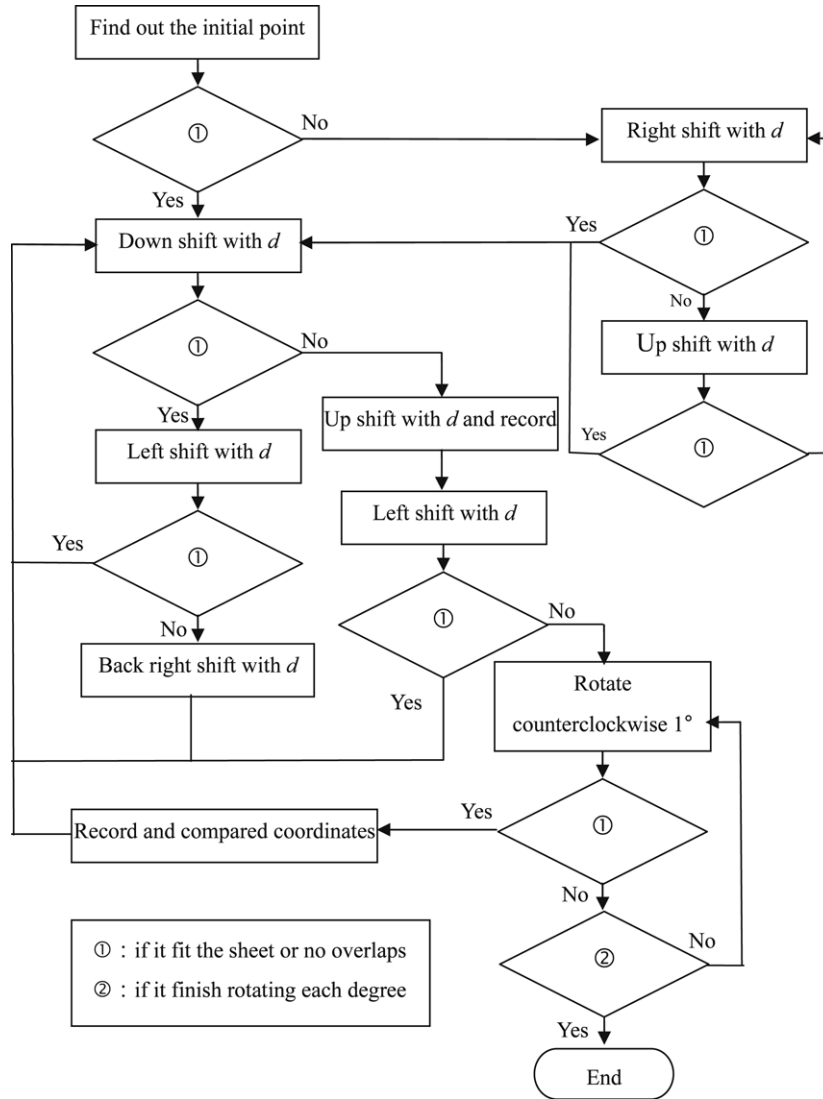 Find out the initial point
①
No
Yes
Right shift with d
①
Yes
No
Down shift with d
①
No
Yes
Up shift with d
①
Yes
Up shift with d and record
Left shift with d
①
Yes
No
Left shift with d
①
No
Yes
Back right shift with d
Rotate
counterclockwise 1°
①
Yes
No
Record and compared coordinates
②
No
Yes
① : if it fit the sheet or no overlaps
② : if it finish rotating each degree
End